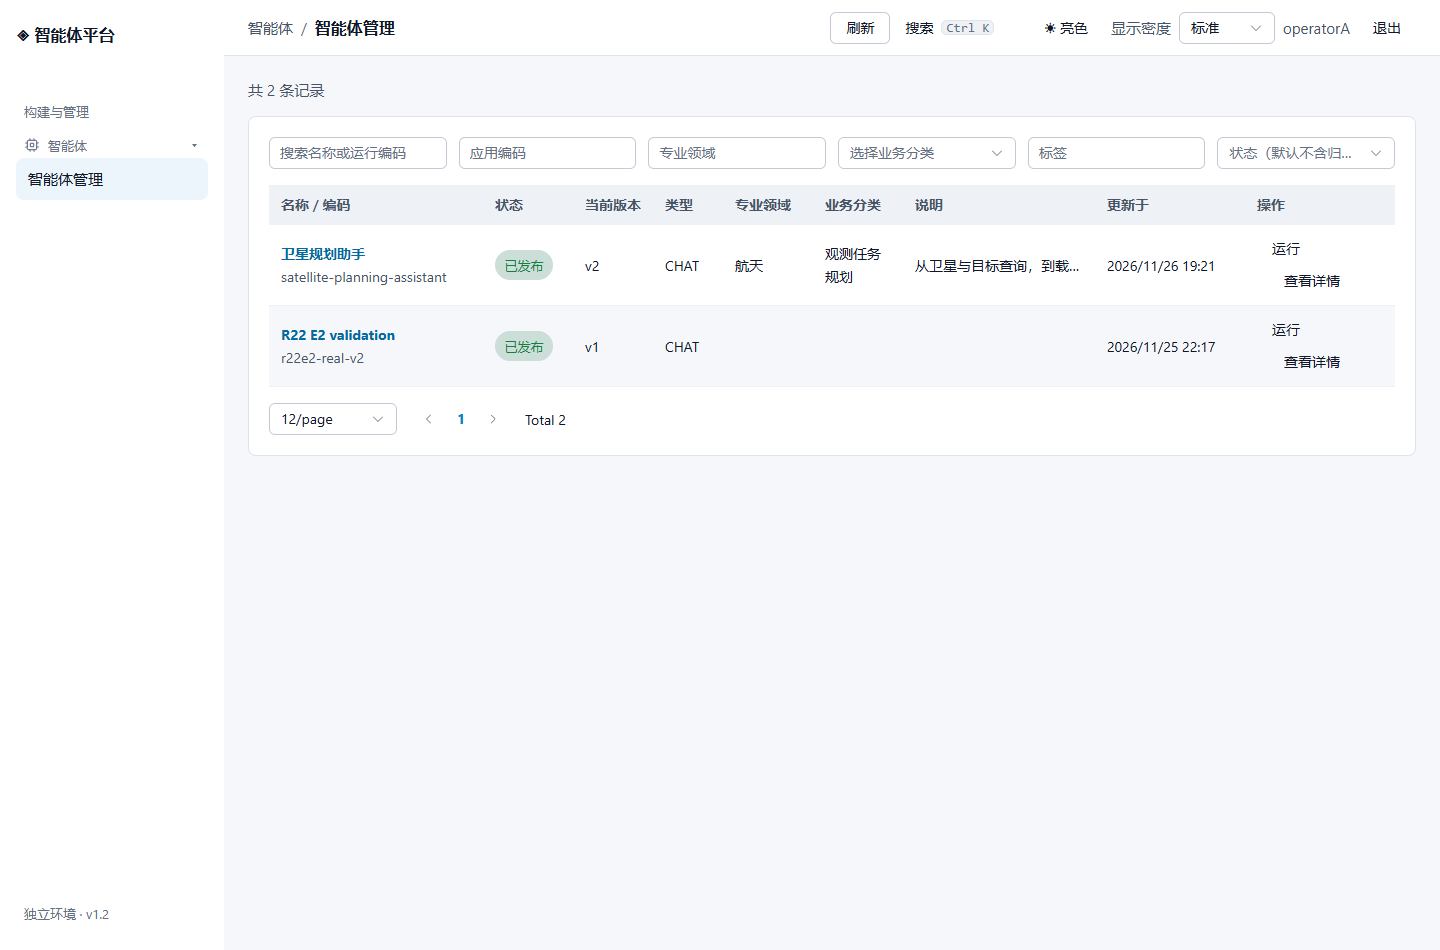 ◈ 智能体平台
构建与管理
智能体
智能体管理
独立环境 · v1.2
智能体 / 智能体管理
刷新
搜索 Ctrl K
☀ 亮色
显示密度
标准
operatorA
退出
共 2 条记录
搜索名称或运行编码
应用编码
专业领域
选择业务分类
标签
状态（默认不含归...
名称 / 编码 状态 当前版本 类型 专业领域 业务分类 说明 更新于 操作
卫星规划助手
satellite-planning-assistant
已发布
v2
CHAT
航天
观测任务
规划
从卫星与目标查询，到载...
2026/11/26 19:21
运行
查看详情
R22 E2 validation
r22e2-real-v2
已发布
v1
CHAT
2026/11/25 22:17
运行
查看详情
12/page
1
Total 2